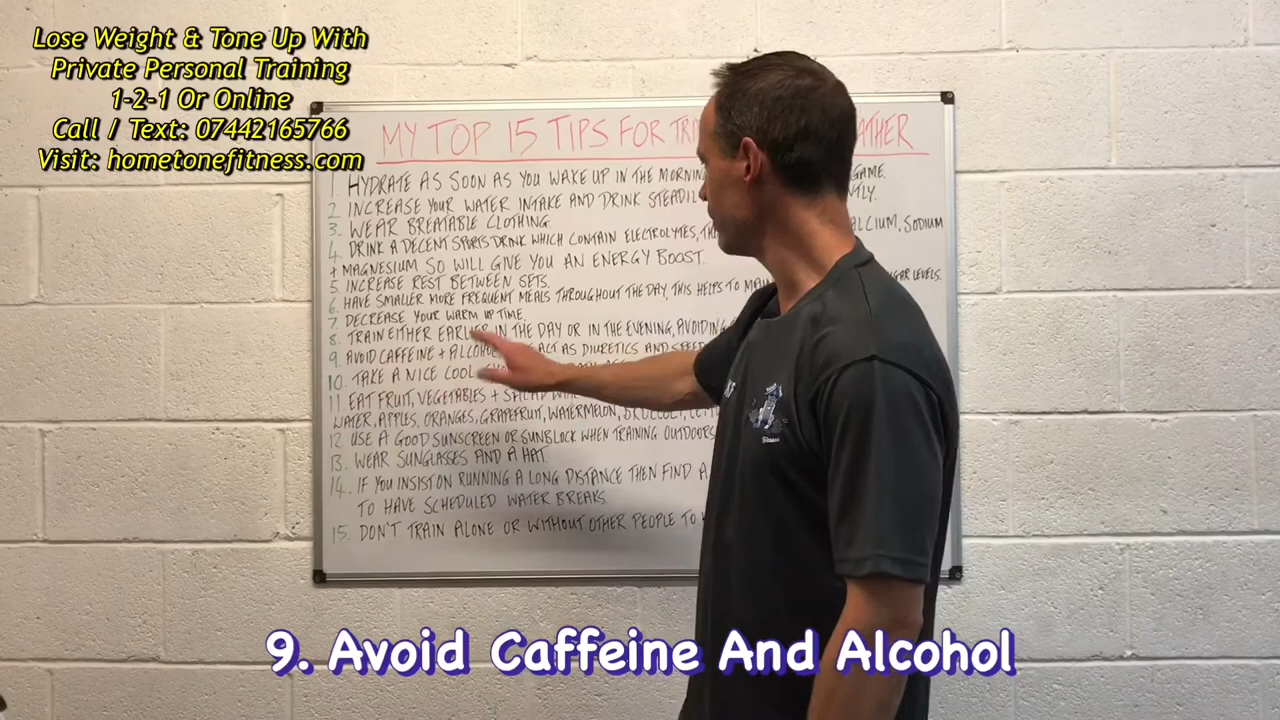 Lose Weight & Tone Up With
Private Personal Training
1-2-1 Or Online
Call / Text: 07442165766
Visit: hometonefitness.com
MY TOP 15 TIPS FOR
1. HYDRATE AS SOON AS YOU WAKE UP IN THE GAME.
2 INCREASE YOUR WATER INTAKE AND DRINK
3. WEAR BREATABLE CLOTHING.
4. DRINK A DECENT SPORTS DRINK WHICH CONTAIN ELECTROLYTES, SODIUM
+ MAGNESIUM SO WILL GIVE YOU AN ENERGY BOOST.
5. INCREASE REST BETWEEN SETS.
6. HAVE SMALLER MORE FREQUENT MEALS THROUGHOUT THE DAY, THIS HELPS TO LEVELS.
7. DECREASE YOUR WARM UP TIME.
8. TRAIN EITHER EARLIER IN THE DAY OR IN THE EVENING, AVOIDING
9. AVOID CAFFEINE + ACT AS DIURETICS AND
10. TAKE A NICE
11 EAT FRUIT, VEGETABLES + SALAD
WATER, APPLES, ORANGES, GRAPEFRUIT, WATERMELON,
12. USE A GOOD SUNSCREEN OR SUNBLOCK WHEN TRAINING OUTDOORS
13. WEAR SUNGLASSES AND A HAT.
14. IF YOU INSIST ON RUNNING A LONG DISTANCE THEN FIND A
TO HAVE SCHEDULED WATER BREAKS.
15. DON'T TRAIN ALONE OR WITHOUT OTHER PEOPLE TO
9. Avoid Caffeine And Alcohol